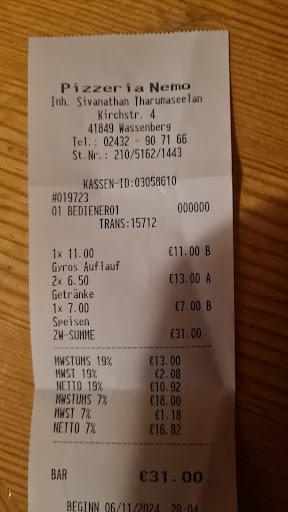 Pizzeria Nemo
Inh. Sivanathan Tharumaseelan
Kirchstr. 4
41849 Wassenberg
Tel.: 02432 - 90 71 66
St.Nr.: 210/5162/1443
KASSEN-ID:03058610
#019723
01 BEDIENER01 000000
TRANS:15712
1x 11.00 €11.00 B
Gyros Auflauf
2x 6.50 €13.00 A
Getränke
1x 7.00 €7.00 B
Speisen
ZW-SUMME €31.00
MWSTUMS 19% €13.00
MWST 19% €2.08
NETTO 19% €10.92
MWSTUMS 7% €18.00
MWST 7% €1.18
NETTO 7% €16.82
BAR €31.00
BEGINN 06/11/2024 20:04